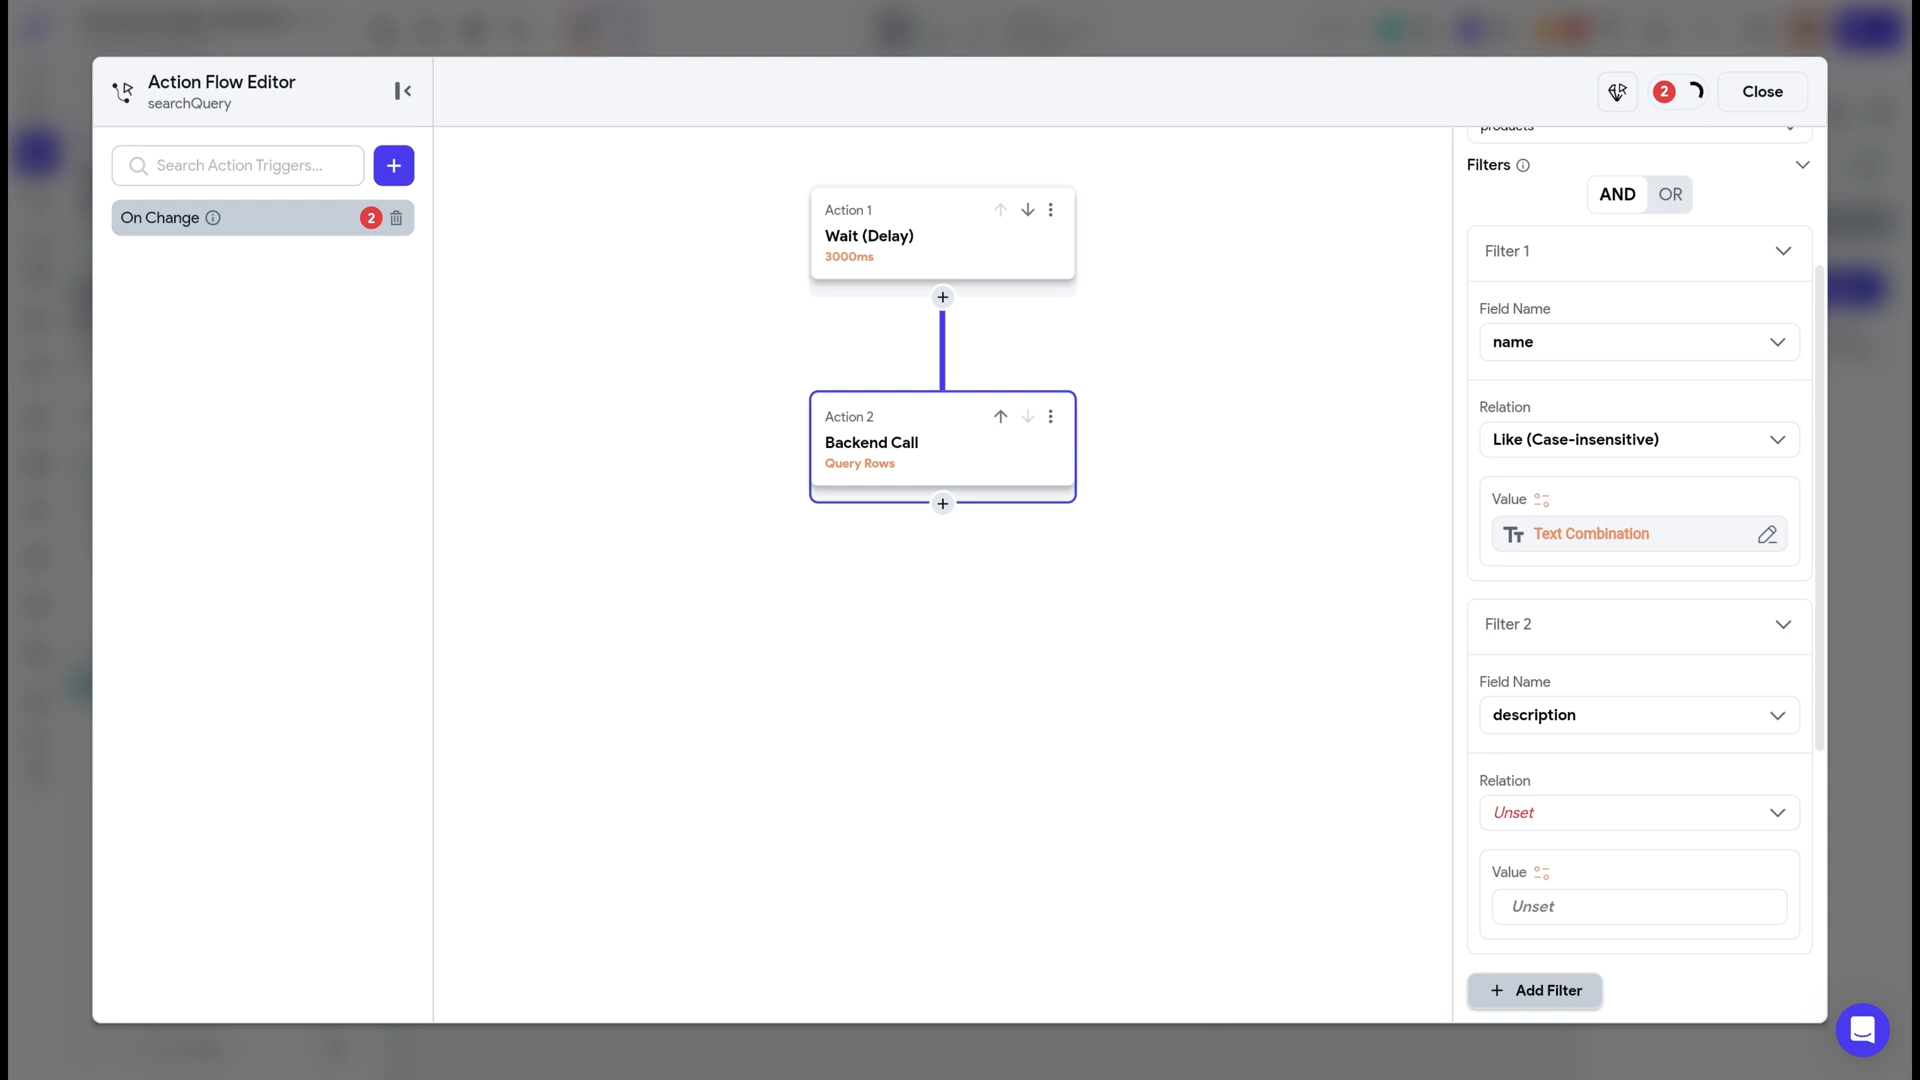 Action Flow Editor
searchQuery
2
Close
Search Action Triggers...
On Change
2
Action 1
Wait (Delay)
3000ms
Action 2
Backend Call
Query Rows
products
Filters
AND
OR
Filter 1
Field Name
name
Relation
Like (Case-insensitive)
Value
Text Combination
Filter 2
Field Name
description
Relation
Unset
Value
Unset
+ Add Filter